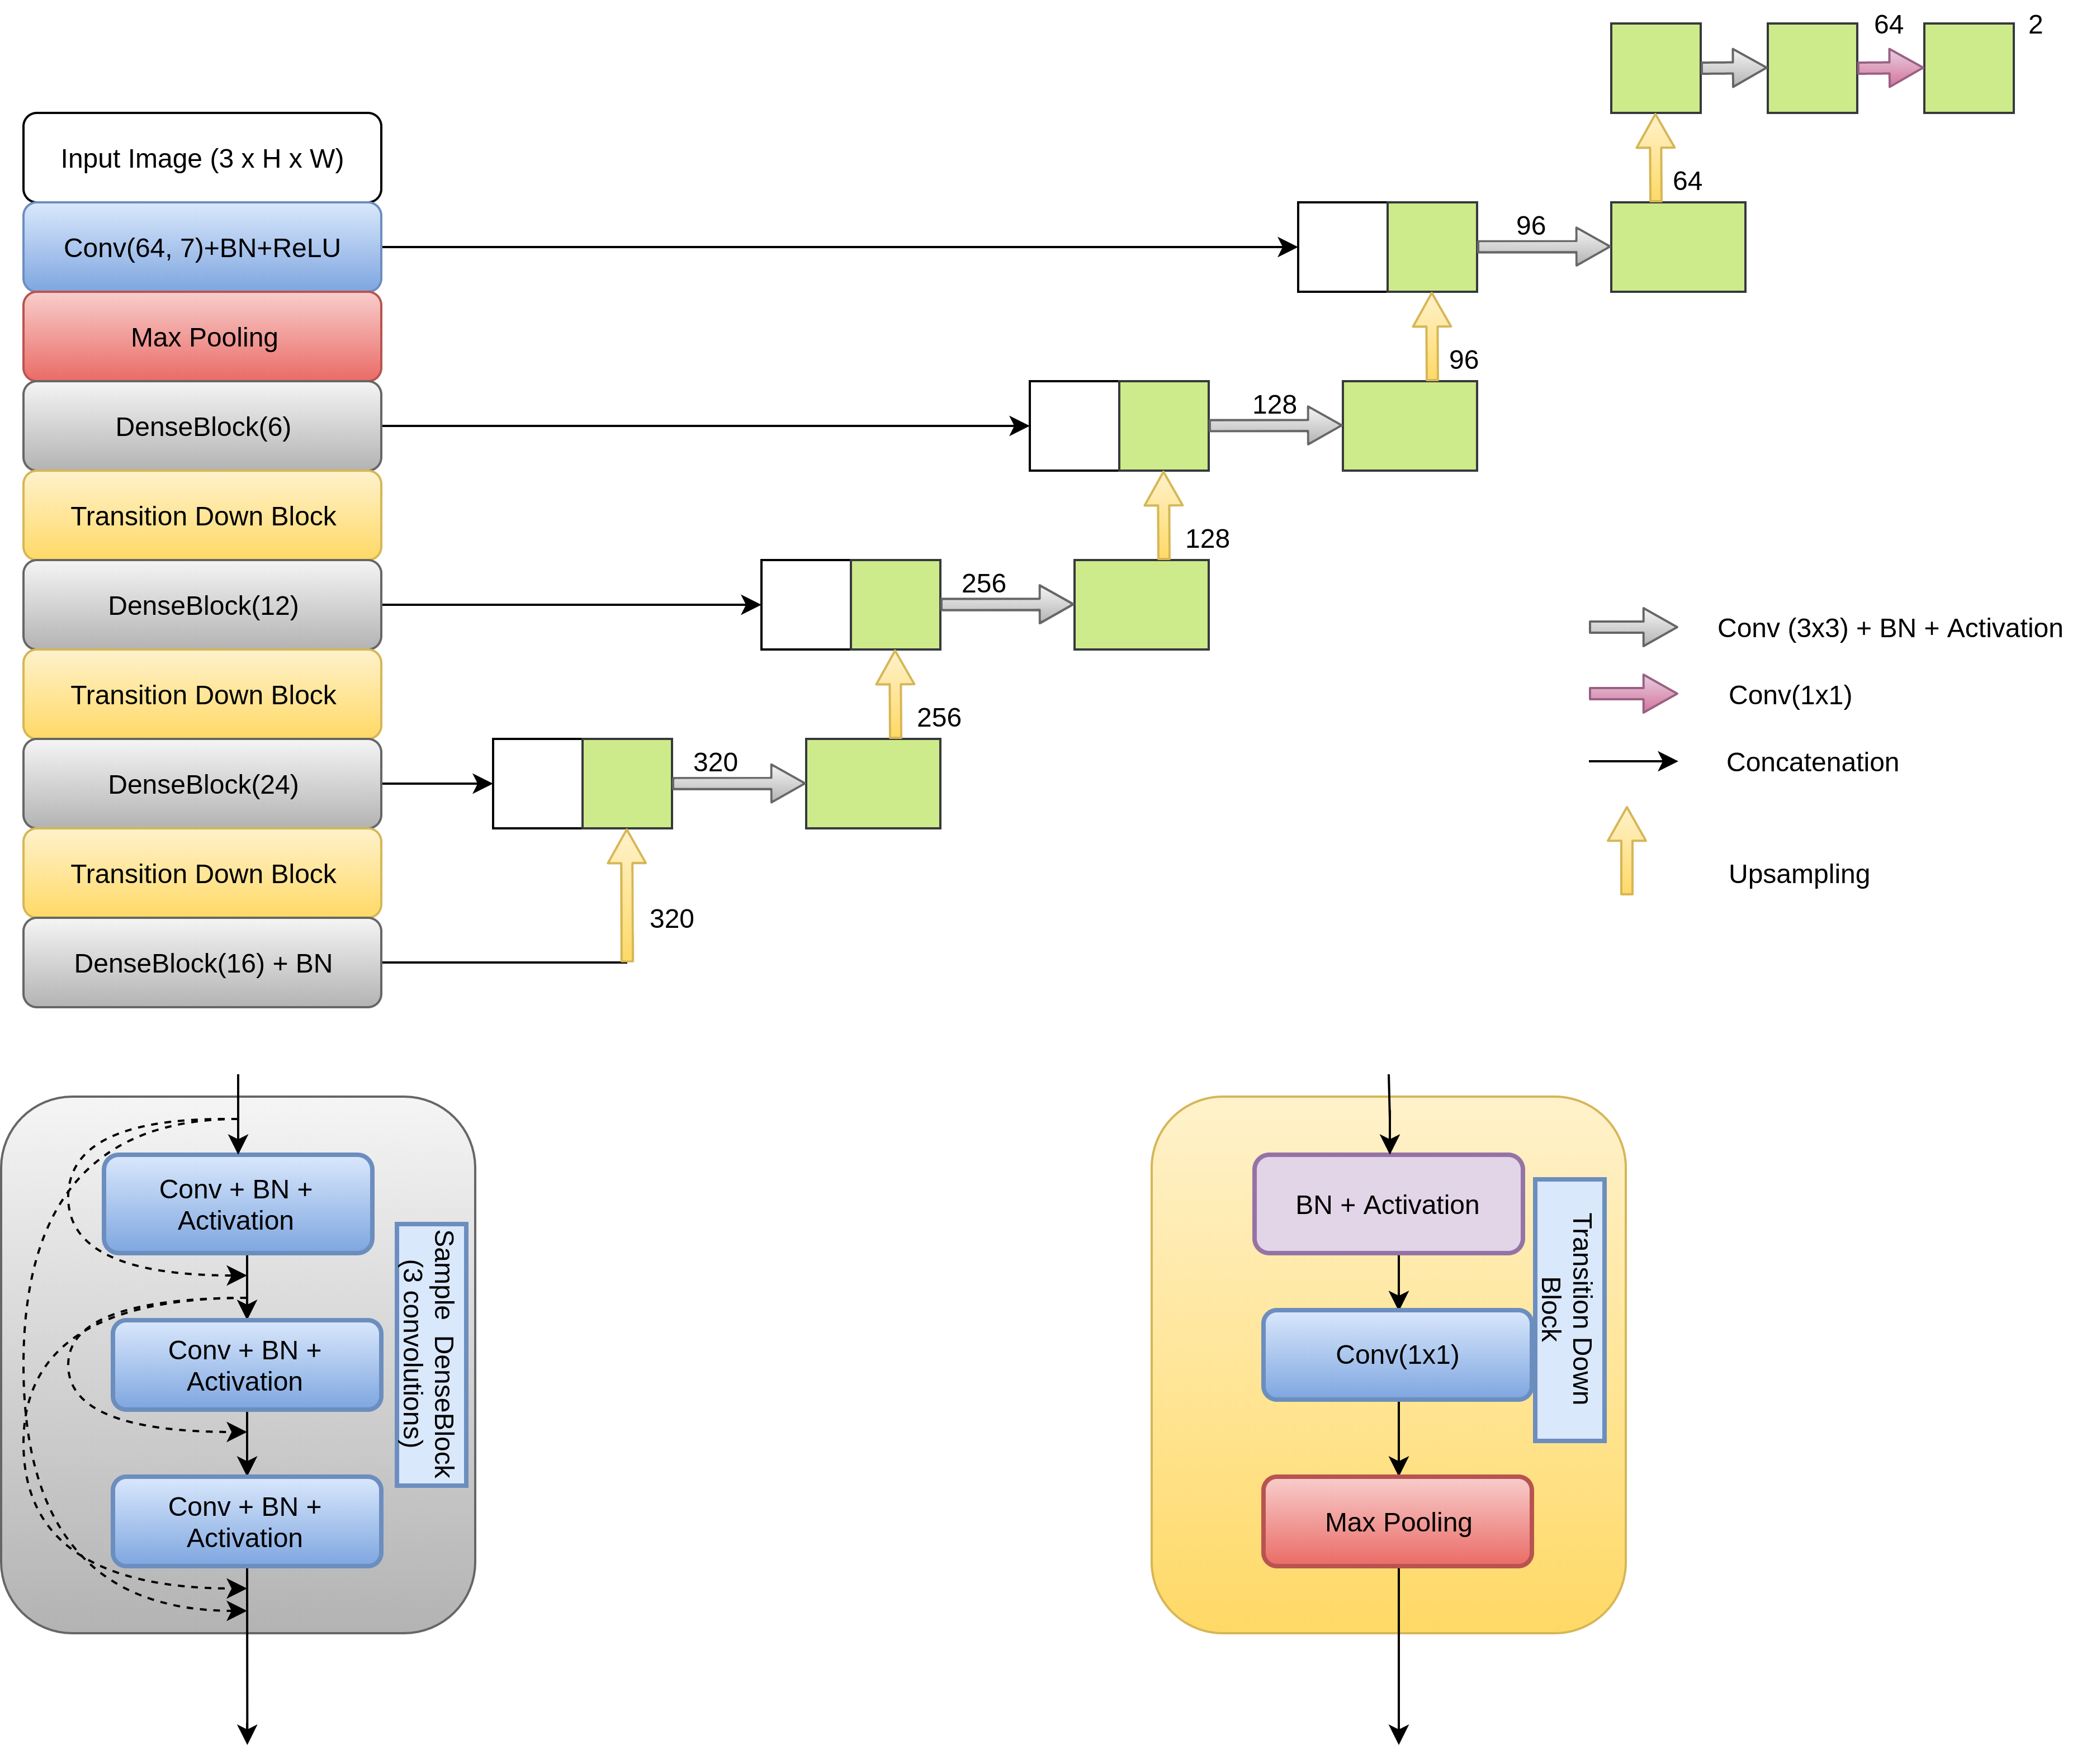 64
2
Input Image (3 x H x W)
64
Conv(64, 7)+BN+ReLU
96
Max Pooling
96
DenseBlock(6)
128
Transition Down Block
128
DenseBlock(12)
256
Conv (3x3) + BN + Activation
Transition Down Block
Conv(1x1)
256
DenseBlock(24)
320
Concatenation
Transition Down Block
Upsampling
320
DenseBlock(16) + BN
Conv + BN +
Activation
Conv + BN +
Activation
Conv + BN +
Activation
Sample DenseBlock
(3 convolutions)
BN + Activation
Conv(1x1)
Max Pooling
Transition Down
Block